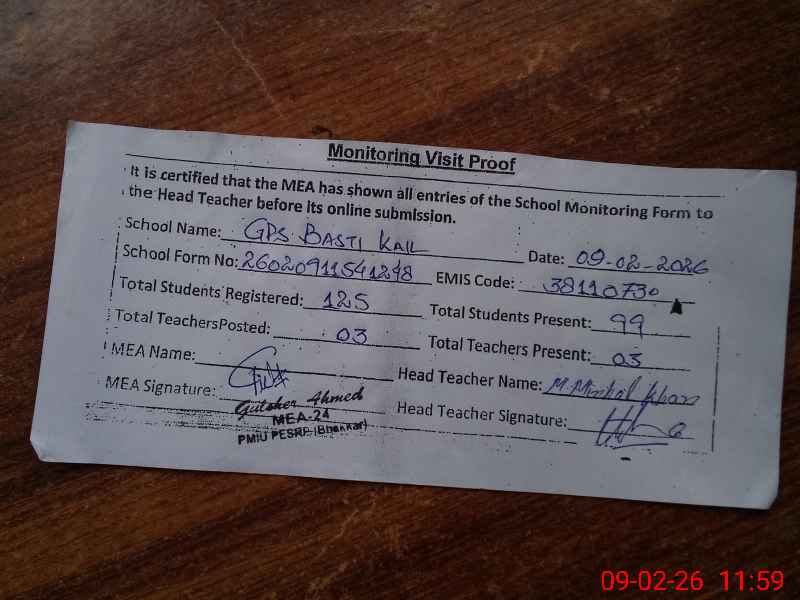 Monitoring Visit Proof
It is certified that the MEA has shown all entries of the School Monitoring Form to
the Head Teacher before its online submission.
School Name: GPS BASTI KAIL Date: 09-02-2026
School Form No: 26020911541248 EMIS Code: 38110730
Total Students Registered: 125 Total Students Present: 99
Total TeachersPosted: 03 Total Teachers Present: 03
MEA Name: Head Teacher Name: M. Khan
MEA Signature: Head Teacher Signature:
Gulsher Ahmed
MEA-24
PMIU PESRP (Bhakkar)
09-02-26 11:59